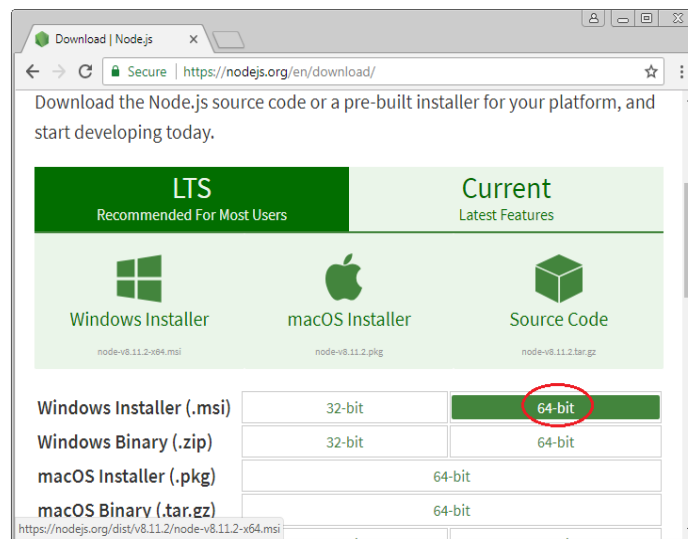 Download | Node.js
Secure | https://nodejs.org/en/download/
Download the Node.js source code or a pre-built installer for your platform, and
start developing today.
LTS
Recommended For Most Users
Current
Latest Features
Windows Installer
macOS Installer
Source Code
node-v8.11.2-x64.msi
node-v8.11.2.pkg
node-v8.11.2.tar.gz
Windows Installer (.msi) 32-bit 64-bit
Windows Binary (.zip) 32-bit 64-bit
macOS Installer (.pkg) 64-bit
macOS Binary (.tar.gz) 64-bit
https://nodejs.org/dist/v8.11.2/node-v8.11.2-x64.msi